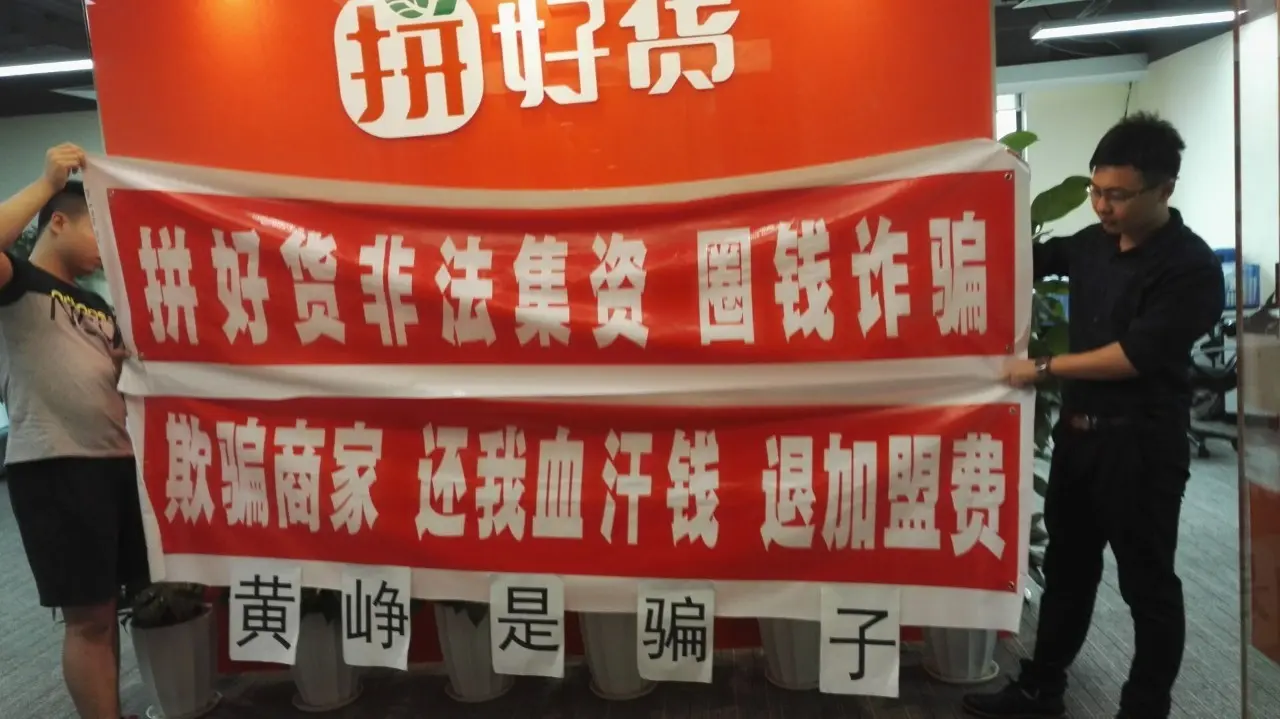 拼好货
拼好货非法集资 圈钱诈骗
欺骗商家 还我血汗钱 退加盟费
黄峥是骗子